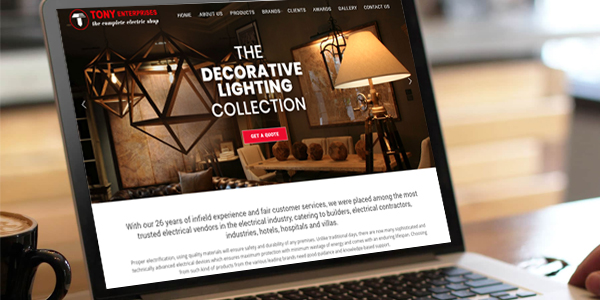 TONY ENTERPRISES
the complete electric shop
HOME ABOUT US PRODUCTS BRANDS CLIENTS AWARDS GALLERY CONTACT US
THE
DECORATIVE
LIGHTING
COLLECTION
GET A QUOTE
With our 26 years of infield experience and fair customer services, we were placed among the most
trusted electrical vendors in the electrical industry, catering to builders, electrical contractors,
industries, hotels, hospitals and villas.
Proper electrification, using quality materials will ensure safety and durability of any premises. Unlike traditional days, there are now many sophisticated and
technically advanced electrical devices which ensures maximum protection with minimum wastage of energy and comes with an enduring lifespan. Choosing
from such kind of products from the various leading brands need good guidance and knowledge-based support.